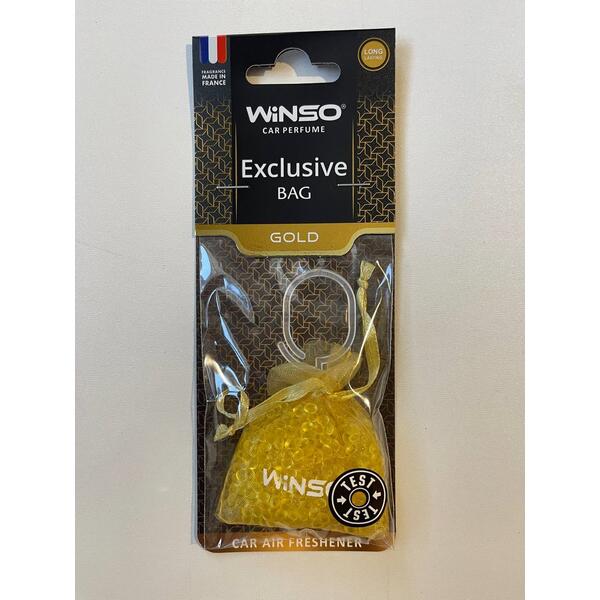 FRAGRANCE
MADE IN
FRANCE
LONG
LASTING
WiNSO®
CAR PERFUME
Exclusive
BAG
GOLD
WiNSO
TEST
TEST
CAR AIR FRESHENER